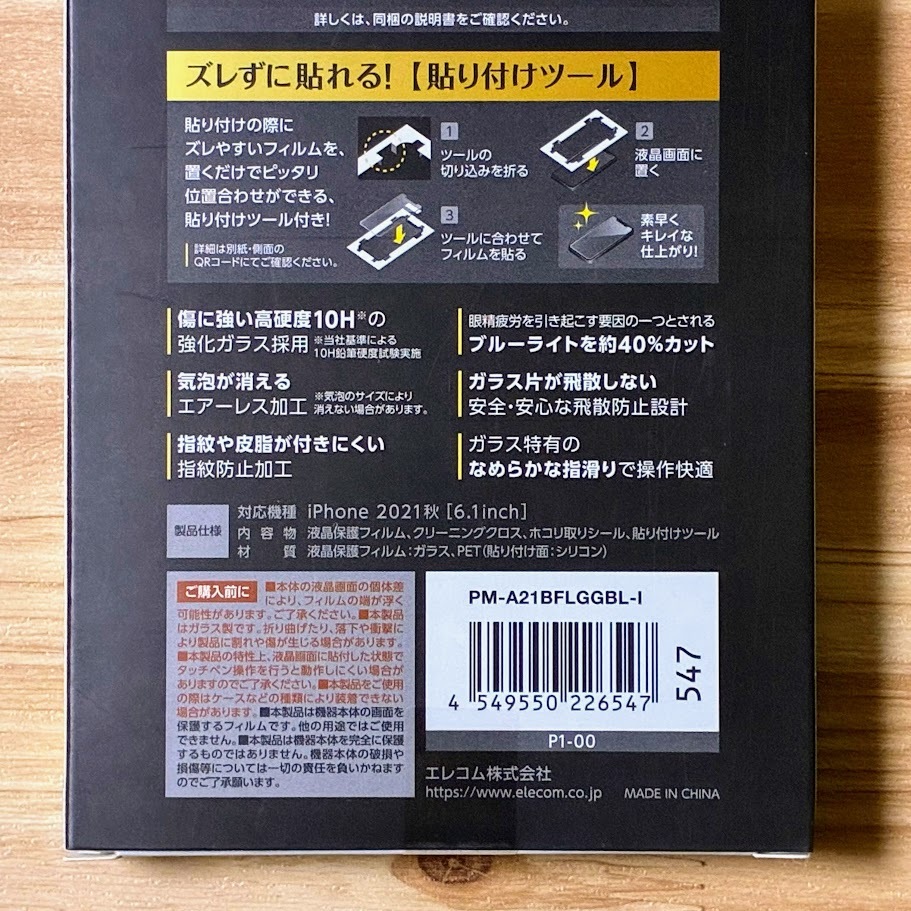 詳しくは、同梱の説明書をご確認ください。
ズレずに貼れる!【貼り付けツール】
貼り付けの際に
ズレやすいフィルムを、
置くだけでピッタリ
位置合わせができる、
貼り付けツール付き!
詳細は別紙・側面の
QRコードにてご確認ください。
1
ツールの
切り込みを折る
2
液晶画面に
置く
3
ツールに合わせて
フィルムを貼る
素早く
キレイな
仕上がり!
傷に強い高硬度10H※の
強化ガラス採用 ※当社基準による
10H鉛筆硬度試験実施
眼精疲労を引き起こす要因の一つとされる
ブルーライトを約40%カット
気泡が消える
エアーレス加工 ※気泡のサイズにより
消えない場合があります。
ガラス片が飛散しない
安全・安心な飛散防止設計
指紋や皮脂が付きにくい
指紋防止加工
ガラス特有の
なめらかな指滑りで操作快適
製品仕様
対応機種 iPhone 2021秋 [6.1inch]
内容物 液晶保護フィルム、クリーニングクロス、ホコリ取りシール、貼り付けツール
材質 液晶保護フィルム:ガラス、PET(貼り付け面:シリコン)
ご購入前に ■本体の液晶画面の個体差
により、フィルムの端が浮く
可能性があります。ご了承ください。■本製品
はガラス製です。折り曲げたり、落下や衝撃に
より製品に割れや傷が生じる場合があります。
■本製品の特性上、液晶画面に貼付した状態で
タッチペン操作を行うと動作しにくい場合が
ありますのでご了承ください。■本製品をご使用
の際はケースなどの種類により装着できない
場合があります。■本製品は機器本体の画面を
保護するフィルムです。他の用途ではご使用
できません。■本製品は機器本体を完全に保護
するものではありません。機器本体の破損や
損傷等については一切の責任を負いかねます
のでご了承願います。
PM-A21BFLGGBL-I
4 549550 226547
547
P1-00
エレコム株式会社
https://www.elecom.co.jp MADE IN CHINA